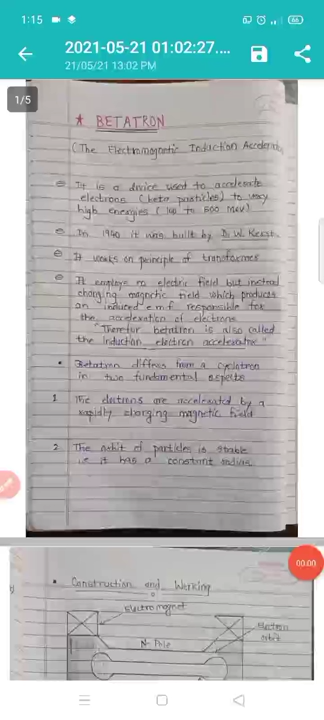 1:15
64
2021-05-21 01:02:27....
21/05/21 13:02 PM
1/5
* BETATRON
(The Electromagnetic Induction Accelerator
It is a divice used to accelerate
electrons (beta particles) to very
high energies ( to 500 Mev)
In 1940 it was built by D. W. Kerst
It works on principle of transformer
It employs no electric field but instead
changing magnetic field which produces
an induced e.m.f responsible for
the acceleration of electrons
"Therefor betatron is also called
the induction electron accelerator"
• Betatron differs from a cyclotron
in two fundamental aspects
1 The electrons are accelerated by a
rapidly changing magnetic field
2 The orbit of particles is stable
i.e it has a constant radius
00:00
• Construction and Working
Electromagnet
N-Pole
Electron
orbit